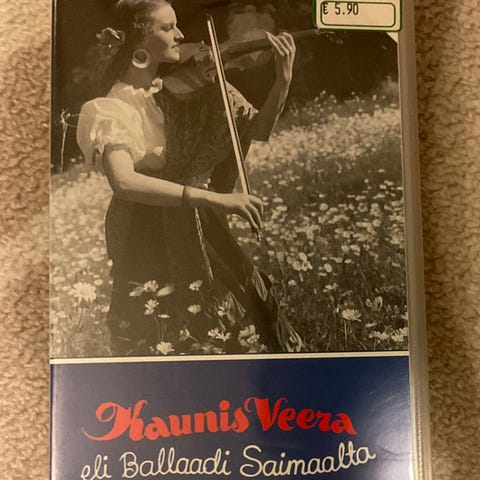 € 5.90
Kaunis Veera
eli Ballaadi Saimaalta